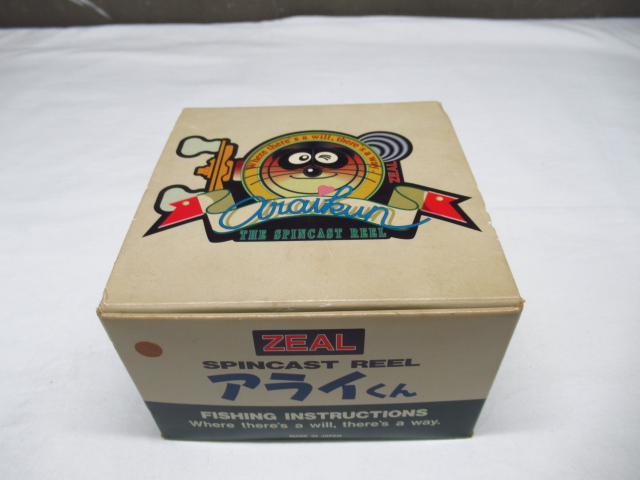 Where there's a will, there's a way.
ZEAL
Araikun
THE SPINCAST REEL
ZEAL
SPINCAST REEL
アライくん
FISHING INSTRUCTIONS
Where there's a will, there's a way.
MADE IN JAPAN